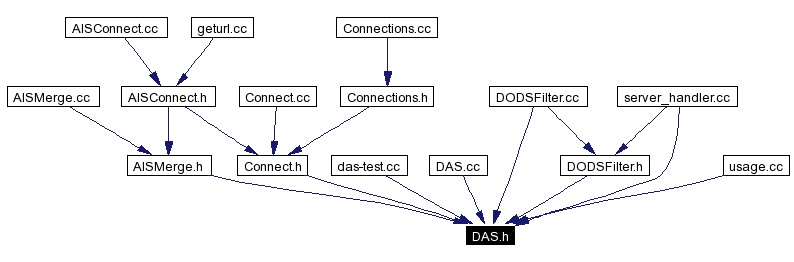 AISConnect.cc
geturl.cc
Connections.cc
AISMerge.cc
AISConnect.h
Connect.cc
Connections.h
DODSFilter.cc
server_handler.cc
AISMerge.h
Connect.h
das-test.cc
DAS.cc
DODSFilter.h
usage.cc
DAS.h